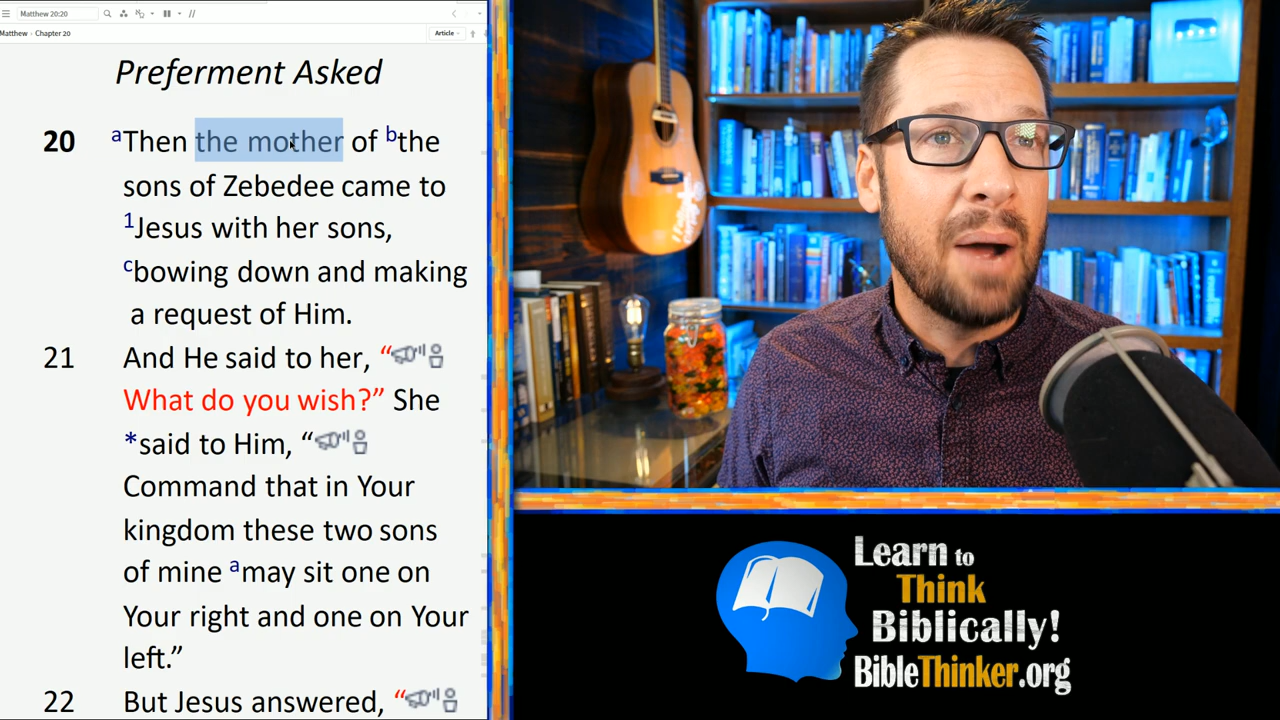 Matthew 20:20
Matthew › Chapter 20
Article
Preferment Asked
20 aThen the mother of bthe
sons of Zebedee came to
1Jesus with her sons,
cbowing down and making
a request of Him.
21 And He said to her, “
What do you wish?” She
*said to Him, “
Command that in Your
kingdom these two sons
of mine amay sit one on
Your right and one on Your
left.”
22 But Jesus answered, “
Learn to
Think
Biblically!
BibleThinker.org